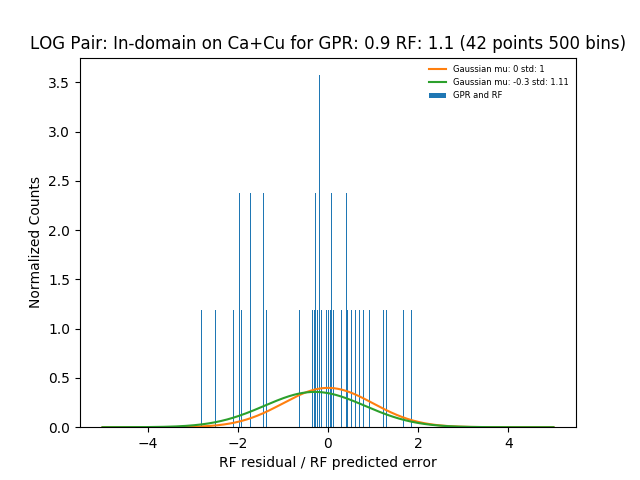 LOG Pair: In-domain on Ca+Cu for GPR: 0.9 RF: 1.1 (42 points 500 bins)
Gaussian mu: 0 std: 1
Gaussian mu: -0.3 std: 1.11
GPR and RF
Normalized Counts
3.5
3.0
2.5
2.0
1.5
1.0
0.5
0.0
−4
−2
0
2
4
RF residual / RF predicted error